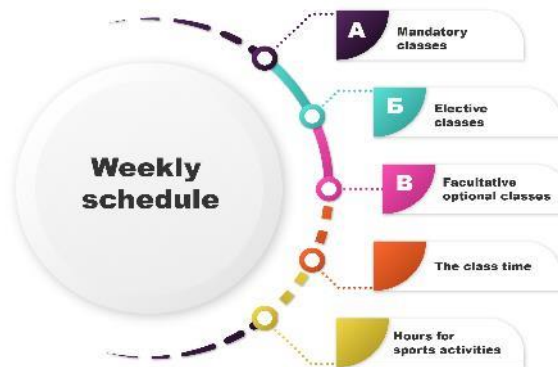 Weekly
schedule
А
Mandatory
classes
Б
Elective
classes
В
Facultative
optional classes
The class time
Hours for
sports activities